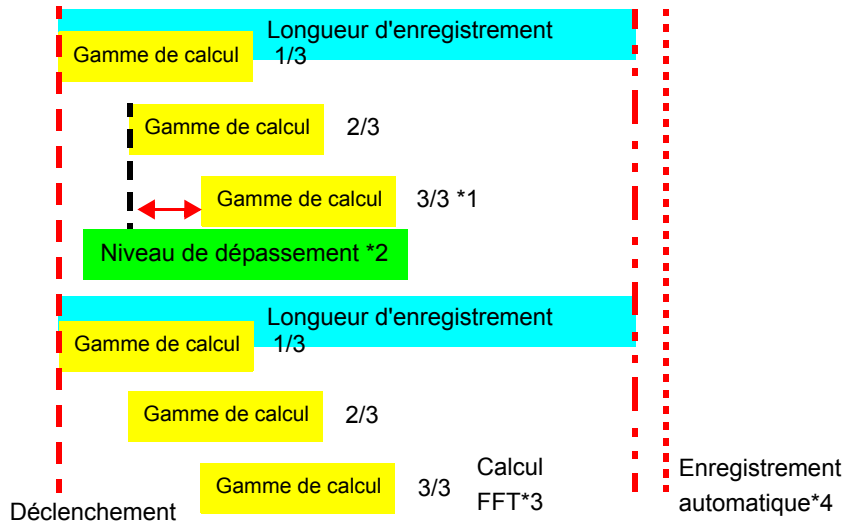 Longueur d'enregistrement
Gamme de calcul 1/3
Gamme de calcul 2/3
Gamme de calcul 3/3 *1
Niveau de dépassement *2
Longueur d'enregistrement
Gamme de calcul 1/3
Gamme de calcul 2/3
Gamme de calcul 3/3
Calcul
FFT*3
Enregistrement
automatique*4
Déclenchement